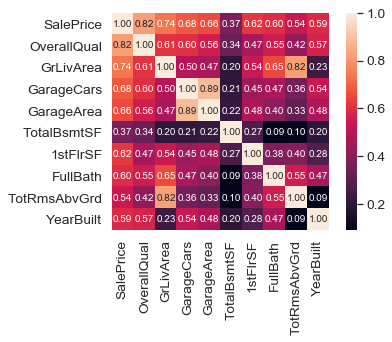 SalePrice 1.00 0.82 0.74 0.68 0.66 0.37 0.62 0.60 0.54 0.59
OverallQual 0.82 1.00 0.61 0.60 0.56 0.34 0.47 0.55 0.42 0.57
GrLivArea 0.74 0.61 1.00 0.50 0.47 0.20 0.54 0.65 0.82 0.23
GarageCars 0.68 0.60 0.50 1.00 0.89 0.21 0.45 0.47 0.36 0.54
GarageArea 0.66 0.56 0.47 0.89 1.00 0.22 0.48 0.40 0.33 0.48
TotalBsmtSF 0.37 0.34 0.20 0.21 0.22 1.00 0.27 0.09 0.10 0.20
1stFlrSF 0.62 0.47 0.54 0.45 0.48 0.27 1.00 0.38 0.40 0.28
FullBath 0.60 0.55 0.65 0.47 0.40 0.09 0.38 1.00 0.55 0.47
TotRmsAbvGrd 0.54 0.42 0.82 0.36 0.33 0.10 0.40 0.55 1.00 0.09
YearBuilt 0.59 0.57 0.23 0.54 0.48 0.20 0.28 0.47 0.09 1.00
SalePrice
OverallQual
GrLivArea
GarageCars
GarageArea
TotalBsmtSF
1stFlrSF
FullBath
TotRmsAbvGrd
YearBuilt
1.0
0.8
0.6
0.4
0.2